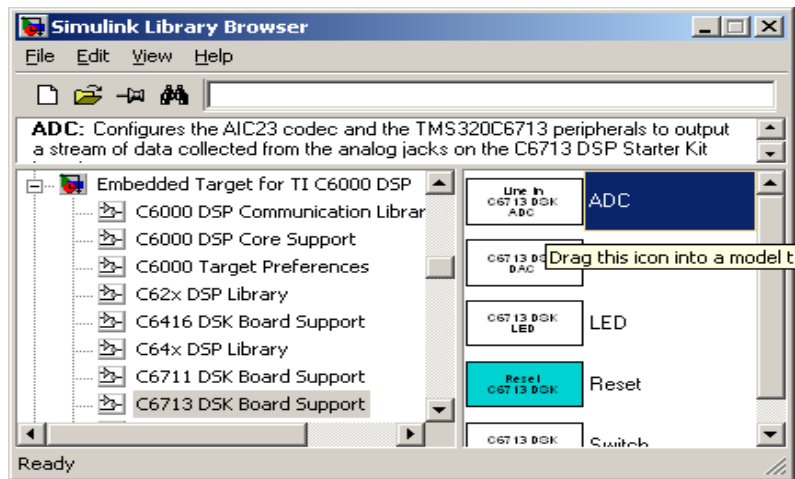 Simulink Library Browser
File Edit View Help
ADC: Configures the AIC23 codec and the TMS320C6713 peripherals to output
a stream of data collected from the analog jacks on the C6713 DSP Starter Kit
Embedded Target for TI C6000 DSP
C6000 DSP Communication Librar
C6000 DSP Core Support
C6000 Target Preferences
C62x DSP Library
C6416 DSK Board Support
C64x DSP Library
C6711 DSK Board Support
C6713 DSK Board Support
Line In
C6713 DSK
ADC
ADC
C6713 DS
DAC
Drag this icon into a model t
C6713 DSK
LED
LED
Reset
C6713 DSK
Reset
C6713 DSK
Switch
Ready